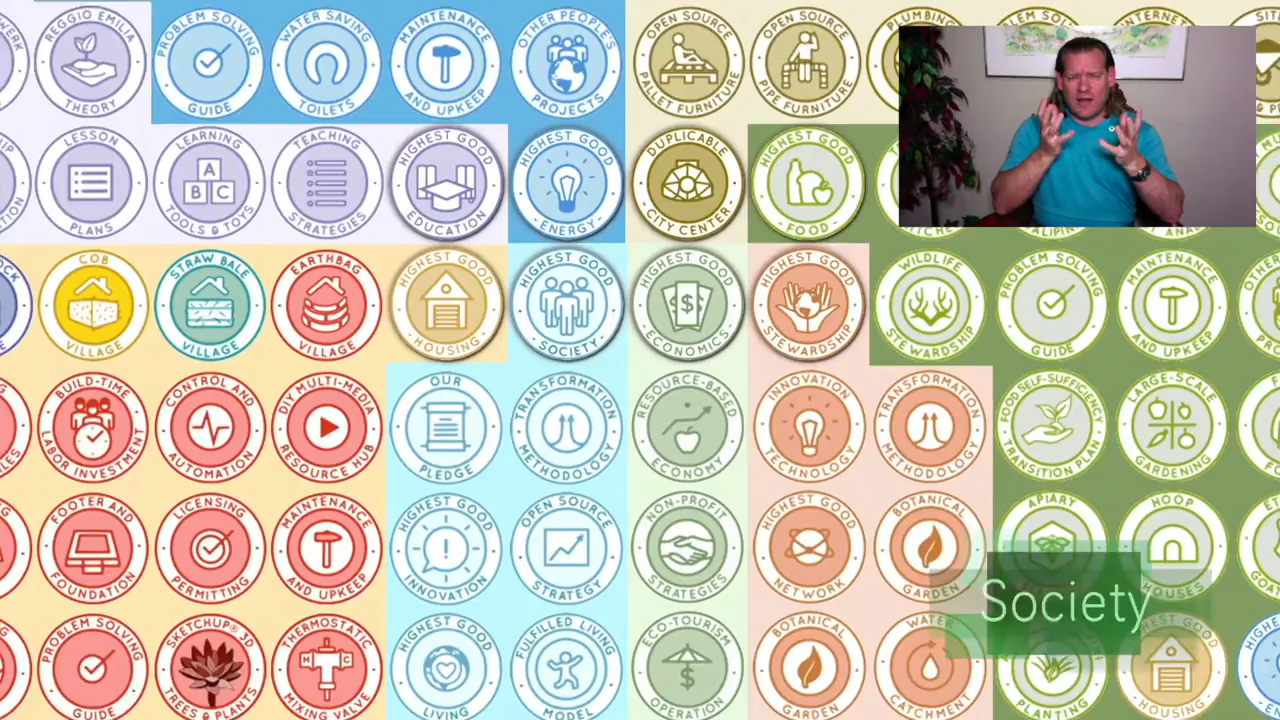 REGGIO EMILIA THEORY
PROBLEM SOLVING GUIDE
WATER SAVING TOILETS
MAINTENANCE AND UPKEEP
OTHER PEOPLE'S PROJECTS
OPEN SOURCE PALLET FURNITURE
OPEN SOURCE PIPE FURNITURE
PLUMBING
LESSON PLANS
LEARNING TOOLS & TOYS
A
B C
TEACHING STRATEGIES
HIGHEST GOOD EDUCATION
HIGHEST GOOD ENERGY
DUPLICABLE CITY CENTER
HIGHEST GOOD FOOD
COB VILLAGE
STRAW BALE VILLAGE
EARTHBAG VILLAGE
HIGHEST GOOD HOUSING
HIGHEST GOOD SOCIETY
HIGHEST GOOD ECONOMICS
$
HIGHEST GOOD STEWARDSHIP
WILDLIFE STEWARDSHIP
PROBLEM SOLVING GUIDE
MAINTENANCE AND UPKEEP
BUILD-TIME LABOR INVESTMENT
CONTROL AND AUTOMATION
DIY MULTI-MEDIA RESOURCE HUB
OUR PLEDGE
TRANSFORMATION METHODOLOGY
RESOURCE-BASED ECONOMY
INNOVATION TECHNOLOGY
TRANSFORMATION METHODOLOGY
FOOD SELF-SUFFICIENCY TRANSITION PLAN
LARGE-SCALE GARDENING
FOOTER AND FOUNDATION
LICENSING PERMITTING
MAINTENANCE AND UPKEEP
HIGHEST GOOD INNOVATION
!
OPEN SOURCE STRATEGY
NON-PROFIT STRATEGIES
HIGHEST GOOD NETWORK
BOTANICAL GARDEN
APIARY
HOOP HOUSES
Society
PROBLEM SOLVING GUIDE
SKETCHUP® 3D TREES & PLANTS
THERMOSTATIC MIXING VALVE
H C
HIGHEST GOOD LIVING
FULFILLED LIVING MODEL
ECO-TOURISM OPERATION
$
BOTANICAL GARDEN
WATER CATCHMENT
PLANTING
HOUSING